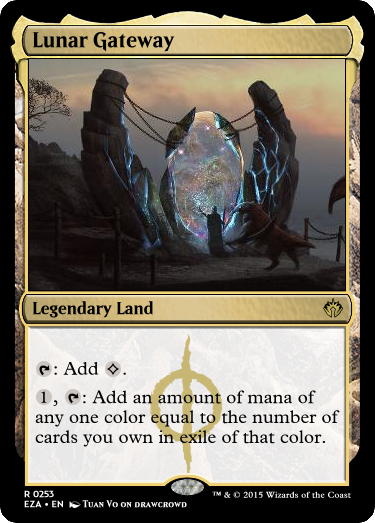 Lunar Gateway
Legendary Land
: Add .
1, : Add an amount of mana of
any one color equal to the number of
cards you own in exile of that color.
R 0253
EZA • EN Tuan Vo on drawcrowd
™ & © 2015 Wizards of the Coast